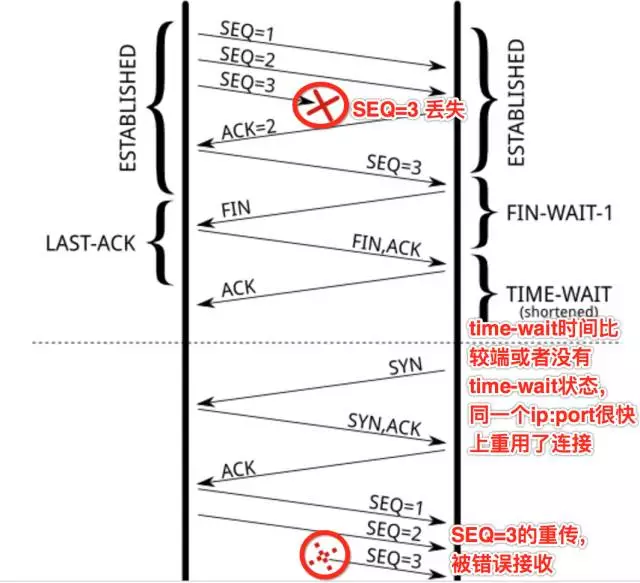 SEQ=1
SEQ=2
SEQ=3
SEQ=3 丢失
ACK=2
SEQ=3
ESTABLISHED
ESTABLISHED
FIN
FIN-WAIT-1
LAST-ACK
FIN,ACK
ACK
TIME-WAIT
(shortened)
time-wait时间比
较端或者没有
time-wait状态，
同一个ip:port很快
上重用了连接
SYN
SYN,ACK
ACK
SEQ=1
SEQ=2
SEQ=3
SEQ=3的重传，
被错误接收